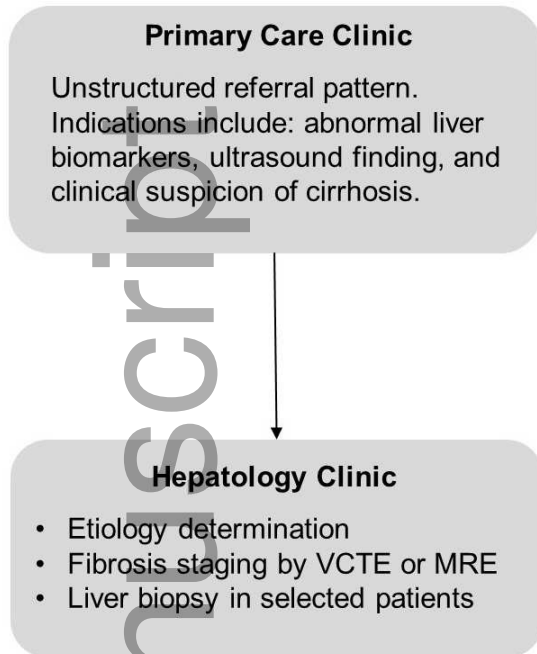 Primary Care Clinic
Unstructured referral pattern.
Indications include: abnormal liver
biomarkers, ultrasound finding, and
clinical suspicion of cirrhosis.
Hepatology Clinic
• Etiology determination
• Fibrosis staging by VCTE or MRE
• Liver biopsy in selected patients
nuscript